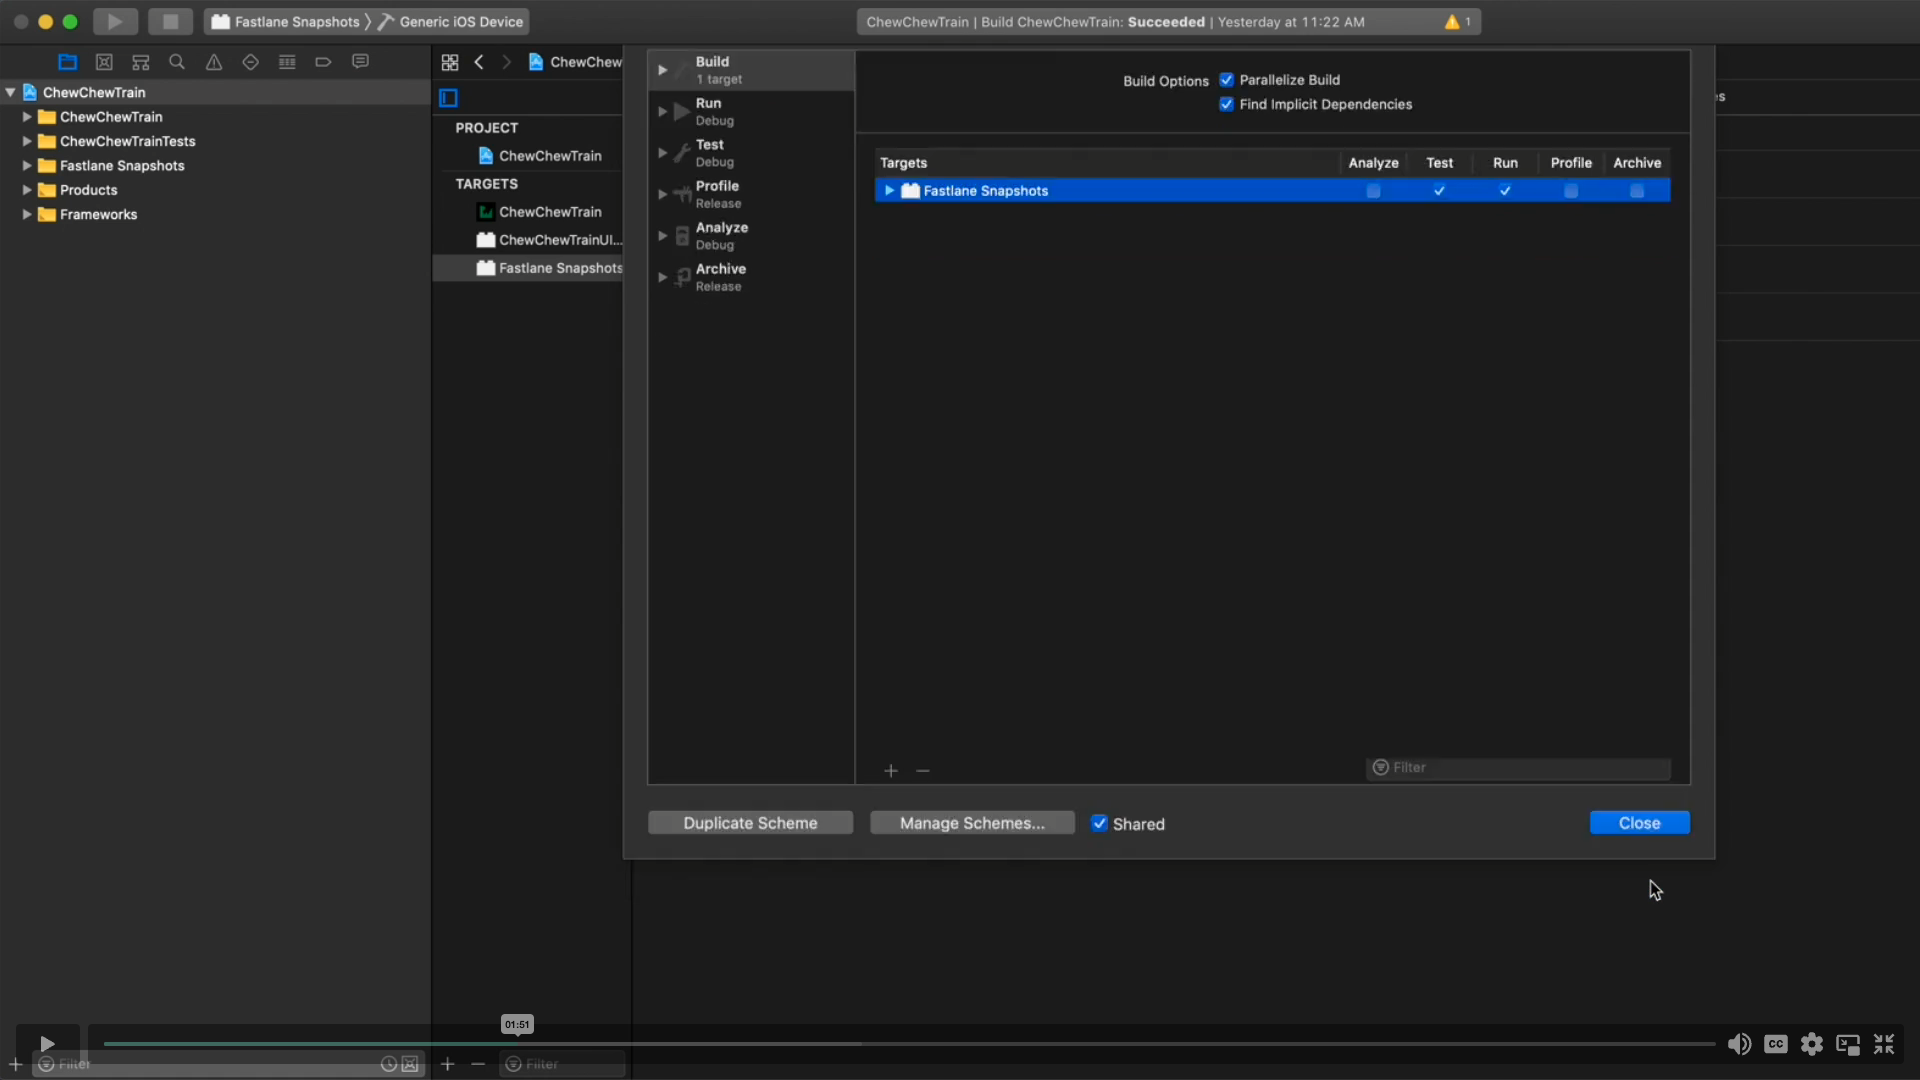 Fastlane Snapshots
Generic iOS Device
ChewChewTrain | Build ChewChewTrain: Succeeded | Yesterday at 11:22 AM
1
ChewChewTrain
ChewChewTrain
ChewChewTrainTests
Fastlane Snapshots
Products
Frameworks
ChewChew
PROJECT
ChewChewTrain
TARGETS
ChewChewTrain
ChewChewTrainUI...
Fastlane Snapshots
Build
1 target
Run
Debug
Test
Debug
Profile
Release
Analyze
Debug
Archive
Release
Build Options
Parallelize Build
Find Implicit Dependencies
Targets Analyze Test Run Profile Archive
Fastlane Snapshots
Filter
Duplicate Scheme
Manage Schemes...
Shared
Close
01:51
Filter
Filter
CC